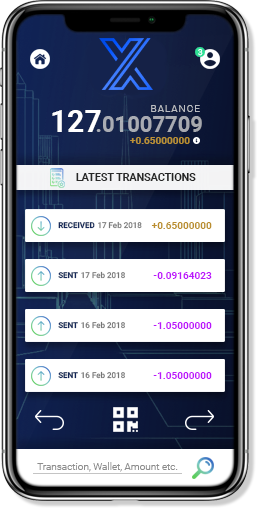 3
BALANCE
127.01007709
+0.65000000
LATEST TRANSACTIONS
RECEIVED 17 Feb 2018 +0.65000000
SENT 17 Feb 2018 -0.09164023
SENT 16 Feb 2018 -1.05000000
SENT 16 Feb 2018 -1.05000000
Transaction, Wallet, Amount etc.